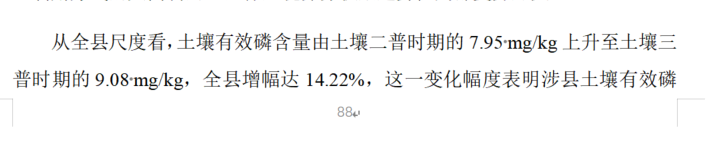 从全县尺度看，土壤有效磷含量由土壤二普时期的 7.95 mg/kg 上升至土壤三
普时期的 9.08 mg/kg，全县增幅达 14.22%，这一变化幅度表明涉县土壤有效磷
88